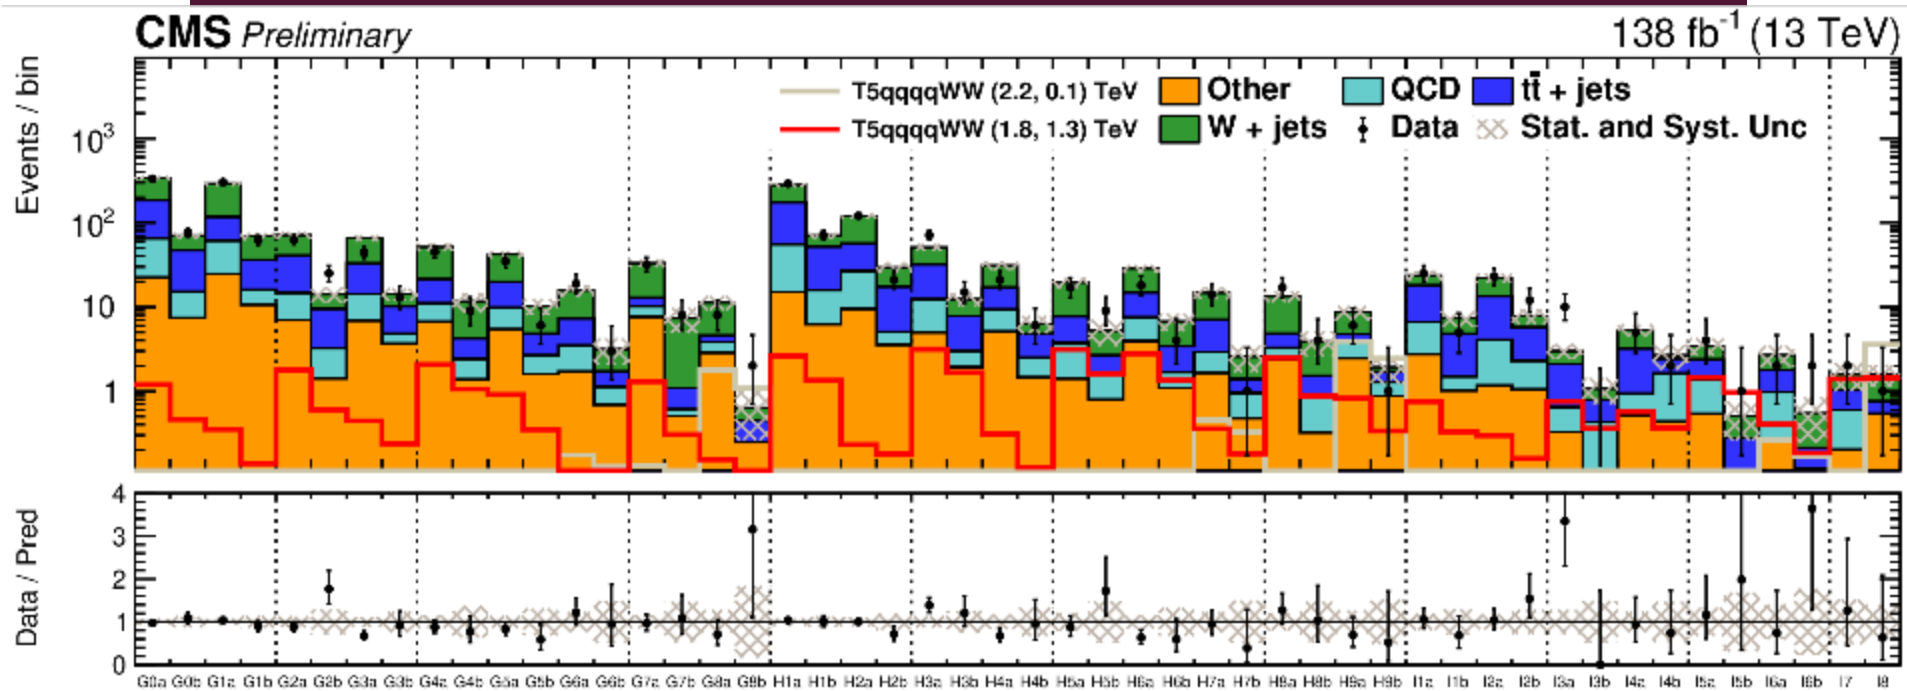 CMS Preliminary 138 fb⁻¹ (13 TeV)
T5qqqqWW (2.2, 0.1) TeV Other QCD tt̄ + jets
T5qqqqWW (1.8, 1.3) TeV W + jets Data Stat. and Syst. Unc
Events / bin
10³
10²
10
1
Data / Pred
4
3
2
1
0
G0a G0b G1a G1b G2a G2b G3a G3b G4a G4b G5a G5b G6a G6b G7a G7b G8a G8b H1a H1b H2a H2b H3a H3b H4a H4b H5a H5b H6a H6b H7a H7b H8a H8b H9a H9b I1a I1b I2a I2b I3a I3b I4a I4b I5a I5b I6a I6b I7 I8